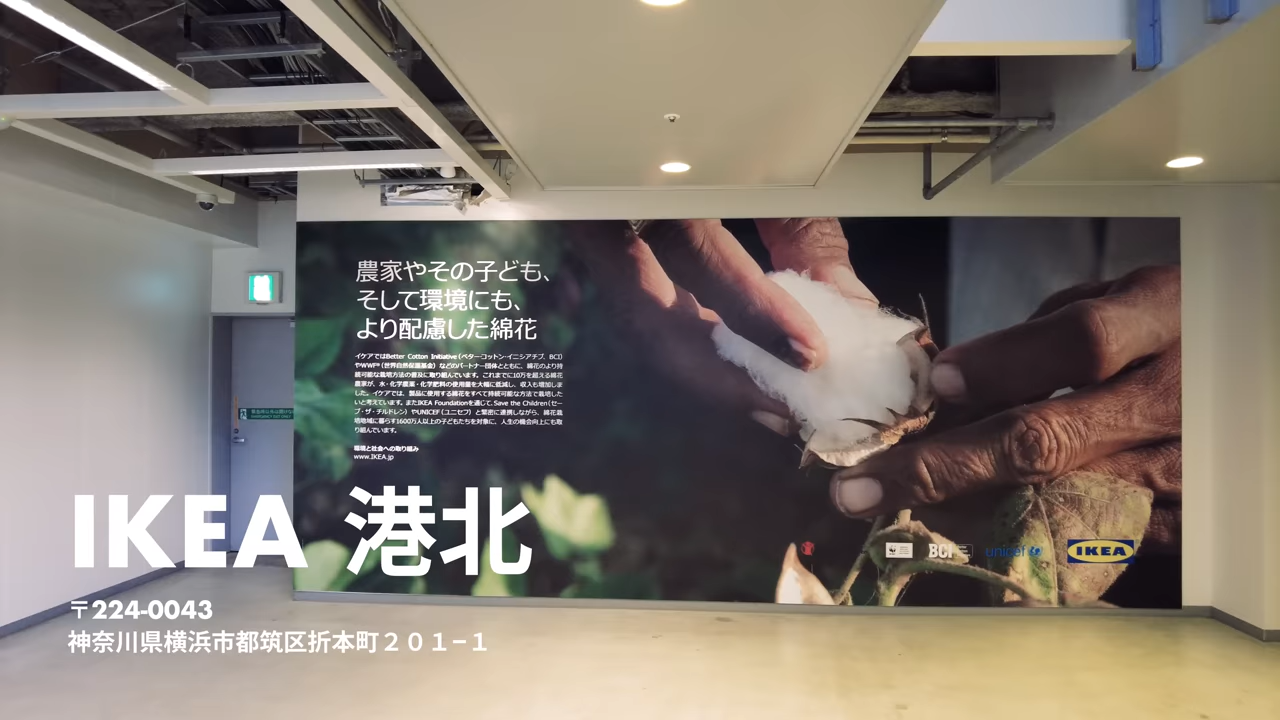 農家やその子ども、
そして環境にも、
より配慮した綿花
イケアではBetter Cotton Initiative（ベター・コットン・イニシアチブ、BCI）
やWWF®（世界自然保護基金）などのパートナー団体とともに、綿花のより持
続可能な栽培方法の普及に取り組んでいます。これまでに10万を超える綿花
農家が、水・化学農薬・化学肥料の使用量を大幅に低減し、収入も増加しま
した。イケアでは、製品に使用する綿花をすべて持続可能な方法で栽培した
いと考えています。またIKEA Foundationを通じて、Save the Children（セー
ブ・ザ・チルドレン）やUNICEF（ユニセフ）と緊密に連携しながら、綿花栽
培地域に暮らす1600万人以上の子どもたちを対象に、人生の機会向上にも取
り組んでいます。
環境と社会への取り組み
www.IKEA.jp
IKEA 港北
〒224-0043
神奈川県横浜市都筑区折本町２０１−１
BCI
unicef
IKEA